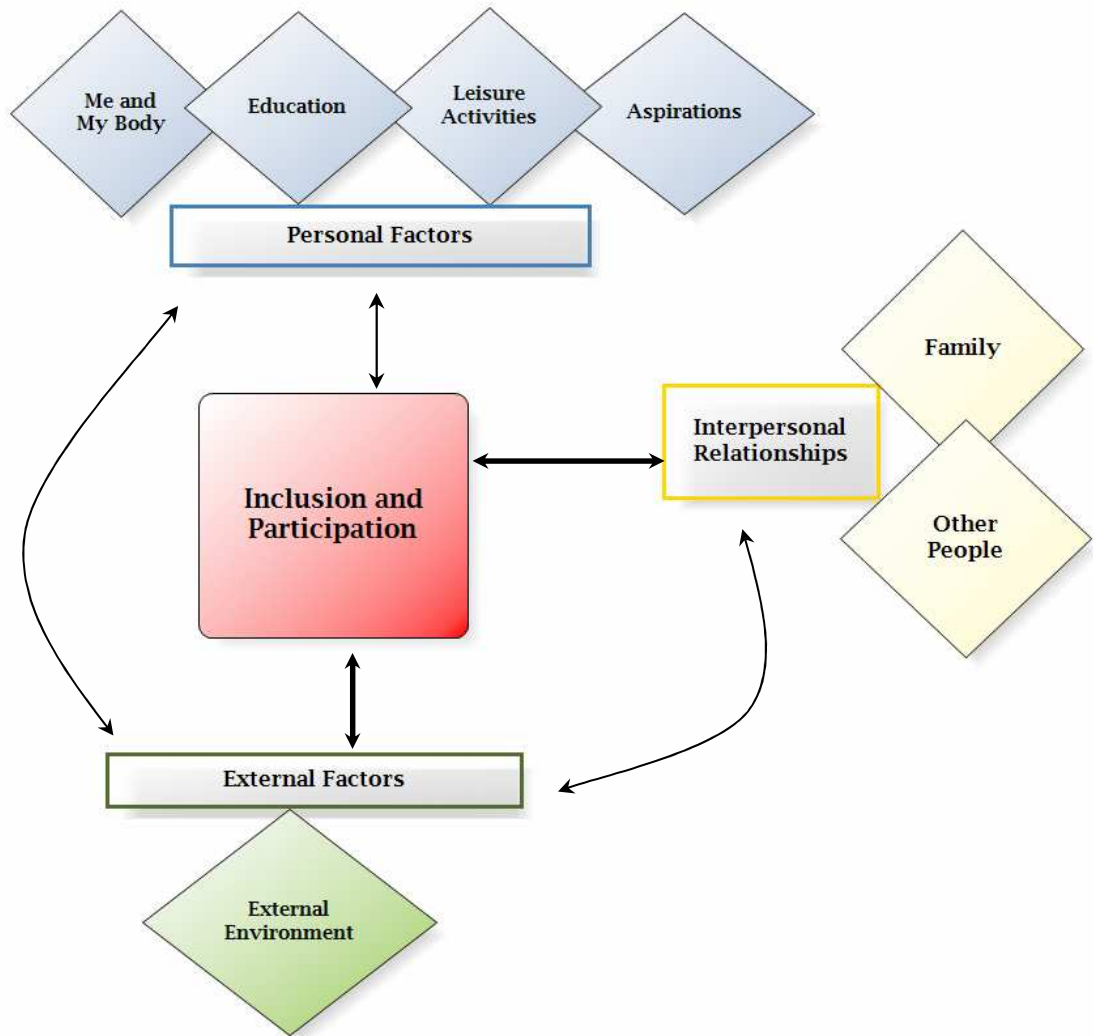 Me and
My Body
Education
Leisure
Activities
Aspirations
Personal Factors
Family
Interpersonal
Relationships
Inclusion and
Participation
Other
People
External Factors
External
Environment